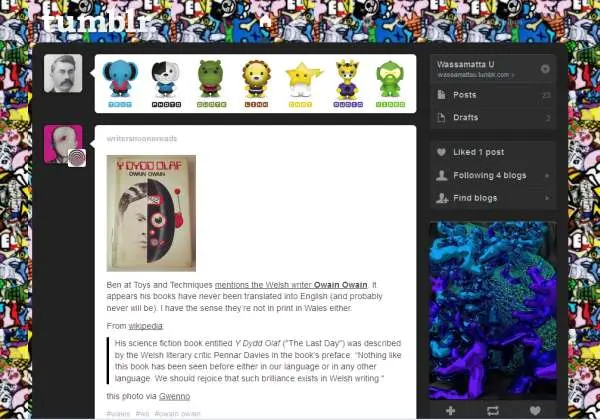 tumblr.
TEXT PHOTO QUOTE LINK CHAT AUDIO VIDEO
Wassamatta U
wassamattau.tumblr.com
Posts 23
Drafts 2
Liked 1 post
Following 4 blogs
Find blogs
writersnoonereads
Y DYDD OLAF
OWAIN OWAIN
Ben at Toys and Techniques mentions the Welsh writer Owain Owain. It
appears his books have never been translated into English (and probably
never will be). I have the sense they're not in print in Wales either.
From wikipedia:
His science fiction book entitled Y Dydd Olaf ("The Last Day") was described
by the Welsh literary critic Pennar Davies in the book's preface: "Nothing like
this book has been seen before either in our language or in any other
language. We should rejoice that such brilliance exists in Welsh writing."
this photo via Gwenno
#wales #ws #owain owain